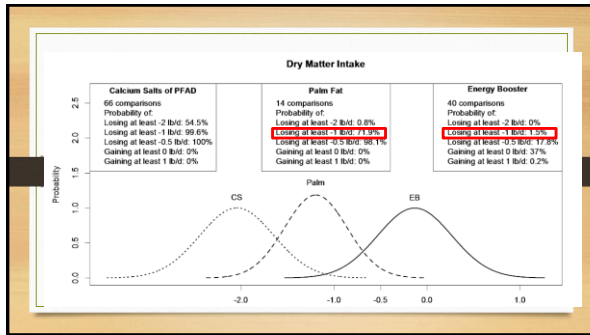 Dry Matter Intake
Calcium Salts of PFAD
66 comparisons
Probability of:
Losing at least -2 lb/d: 54.5%
Losing at least -1 lb/d: 99.6%
Losing at least -0.5 lb/d: 100%
Gaining at least 0 lb/d: 0%
Gaining at least 1 lb/d: 0%
Palm Fat
14 comparisons
Probability of:
Losing at least -2 lb/d: 0.8%
Losing at least -1 lb/d: 71.9%
Losing at least -0.5 lb/d: 98.1%
Gaining at least 0 lb/d: 0%
Gaining at least 1 lb/d: 0%
Energy Booster
40 comparisons
Probability of:
Losing at least -2 lb/d: 0%
Losing at least -1 lb/d: 1.5%
Losing at least -0.5 lb/d: 17.8%
Gaining at least 0 lb/d: 37%
Gaining at least 1 lb/d: 0.2%
Probability
2.5
2.0
1.5
1.0
0.5
0.0
CS
Palm
EB
-2.0 -1.0 -0.5 0.0 1.0